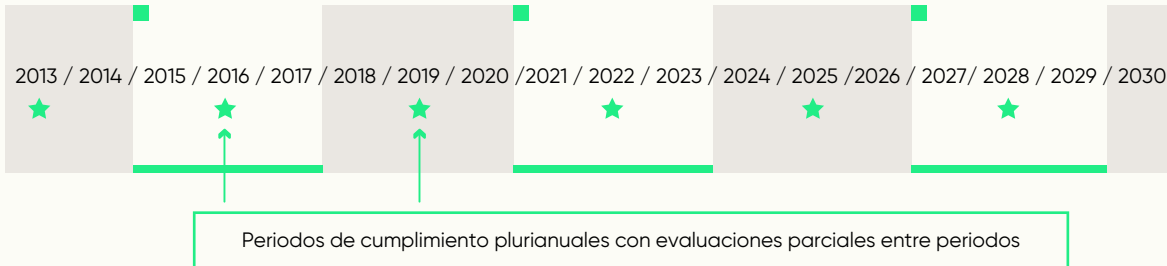 2013 / 2014 / 2015 / 2016 / 2017 / 2018 / 2019 / 2020 /2021 / 2022 / 2023 / 2024 / 2025 /2026 / 2027/ 2028 / 2029 / 2030
Periodos de cumplimiento plurianuales con evaluaciones parciales entre periodos